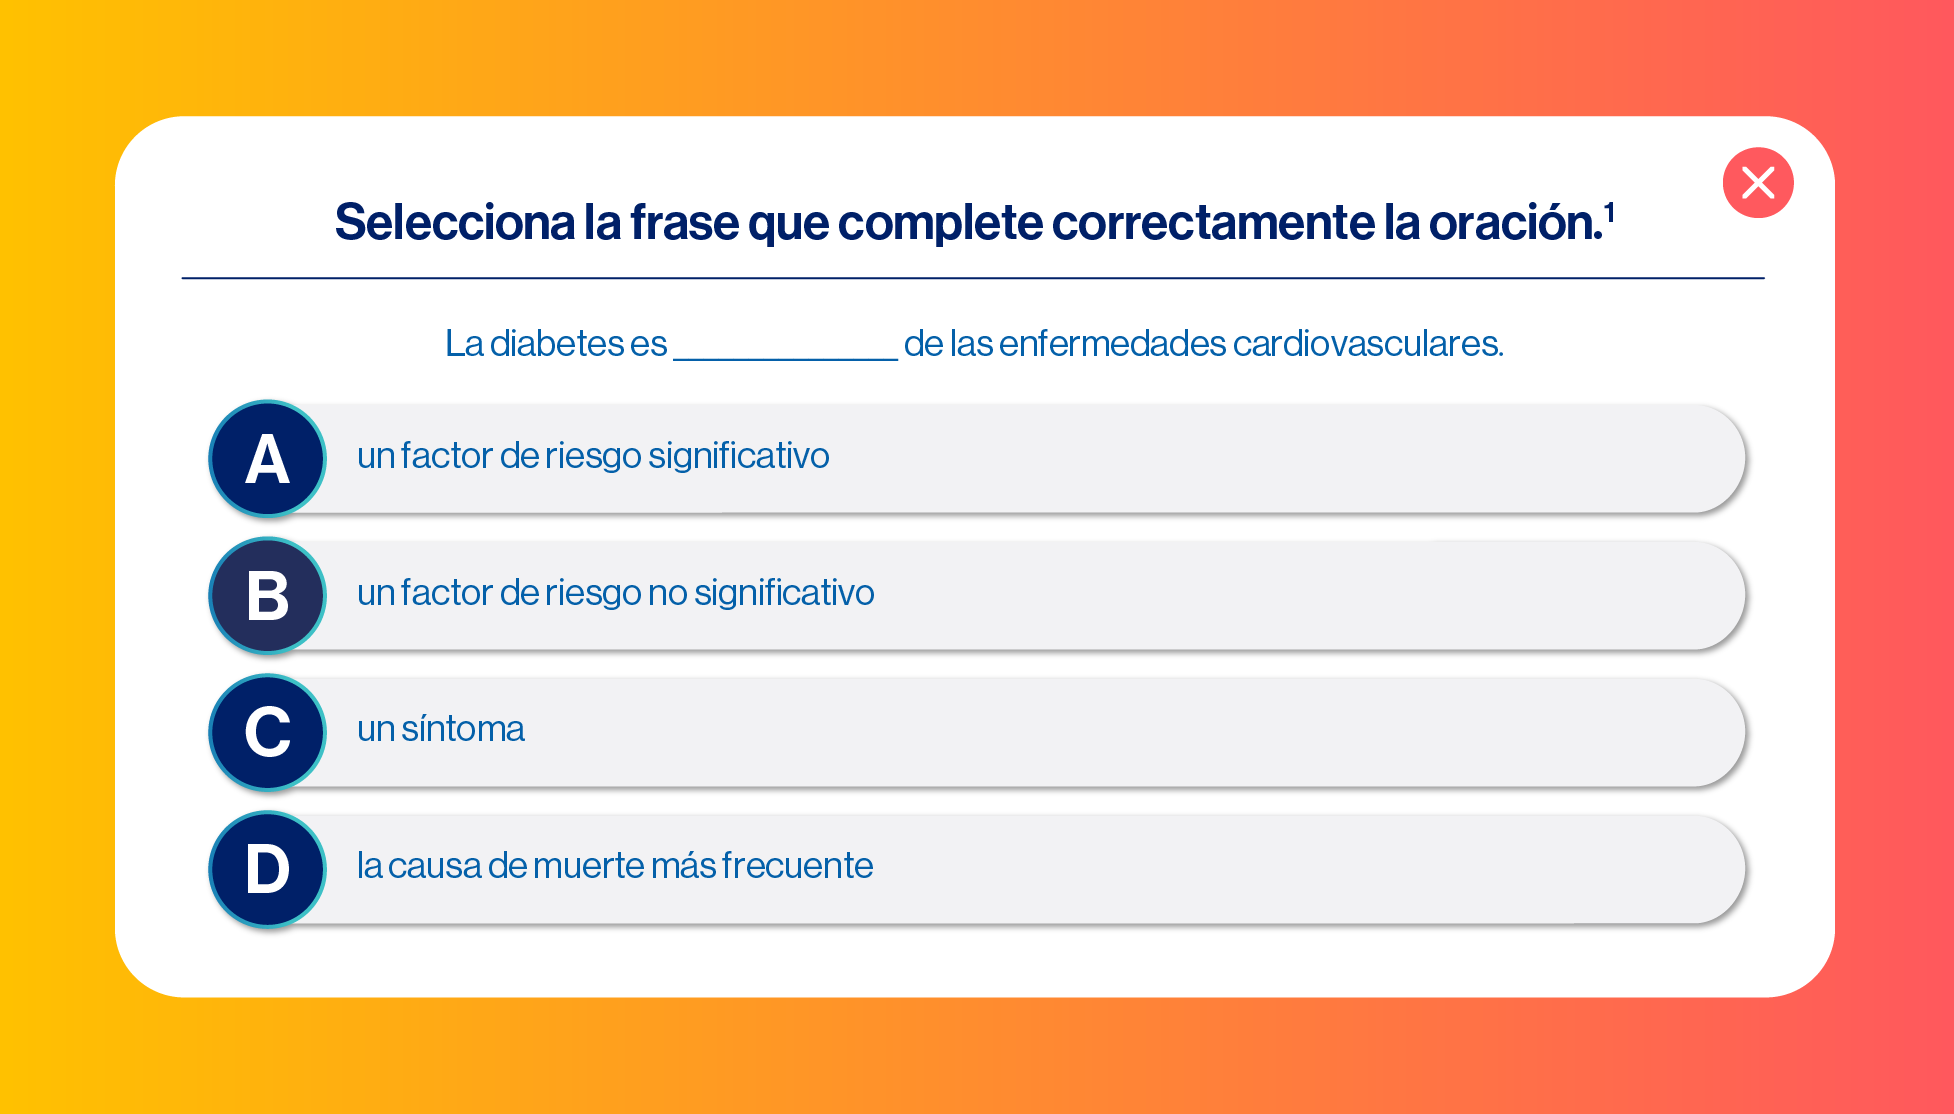 Selecciona la frase que complete correctamente la oración.¹
La diabetes es ____________ de las enfermedades cardiovasculares.
A un factor de riesgo significativo
B un factor de riesgo no significativo
C un síntoma
D la causa de muerte más frecuente